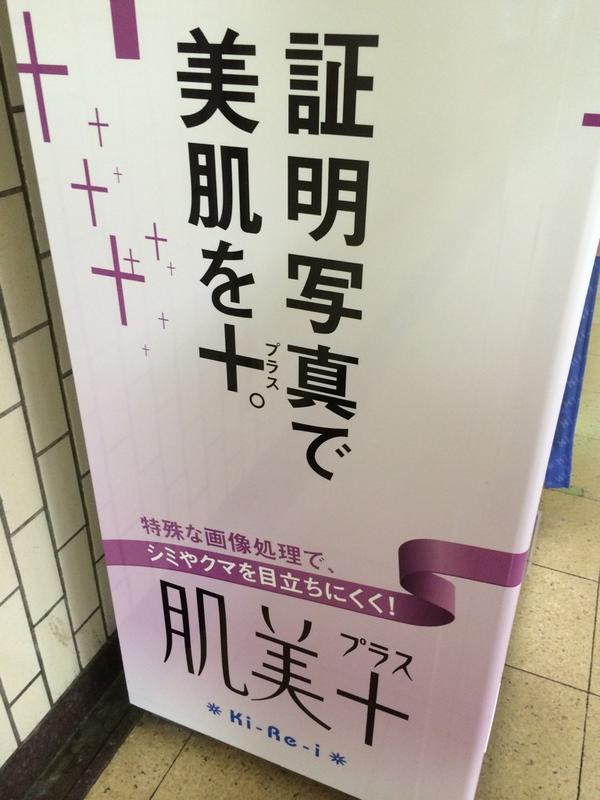 証明写真で
美肌を+。
プラス
特殊な画像処理で、
シミやクマを目立ちにくく!
肌美+
プラス
Ki-Re-i